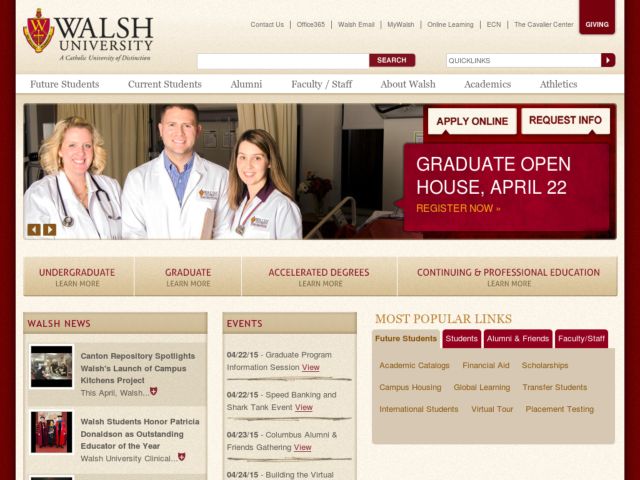 WALSH
UNIVERSITY
A Catholic University of Distinction
Contact Us | Office365 | Walsh Email | MyWalsh | Online Learning | ECN | The Cavalier Center
GIVING
SEARCH
QUICKLINKS
Future Students Current Students Alumni Faculty / Staff About Walsh Academics Athletics
APPLY ONLINE
REQUEST INFO
GRADUATE OPEN
HOUSE, APRIL 22
REGISTER NOW »
UNDERGRADUATE
LEARN MORE
GRADUATE
LEARN MORE
ACCELERATED DEGREES
LEARN MORE
CONTINUING & PROFESSIONAL EDUCATION
LEARN MORE
WALSH NEWS
Canton Repository Spotlights
Walsh's Launch of Campus
Kitchens Project
This April, Walsh...
Walsh Students Honor Patricia
Donaldson as Outstanding
Educator of the Year
Walsh University Clinical...
EVENTS
04/22/15 - Graduate Program
Information Session View
04/22/15 - Speed Banking and
Shark Tank Event View
04/23/15 - Columbus Alumni &
Friends Gathering View
04/24/15 - Building the Virtual
MOST POPULAR LINKS
Future Students Students Alumni & Friends Faculty/Staff
Academic Catalogs Financial Aid Scholarships
Campus Housing Global Learning Transfer Students
International Students Virtual Tour Placement Testing